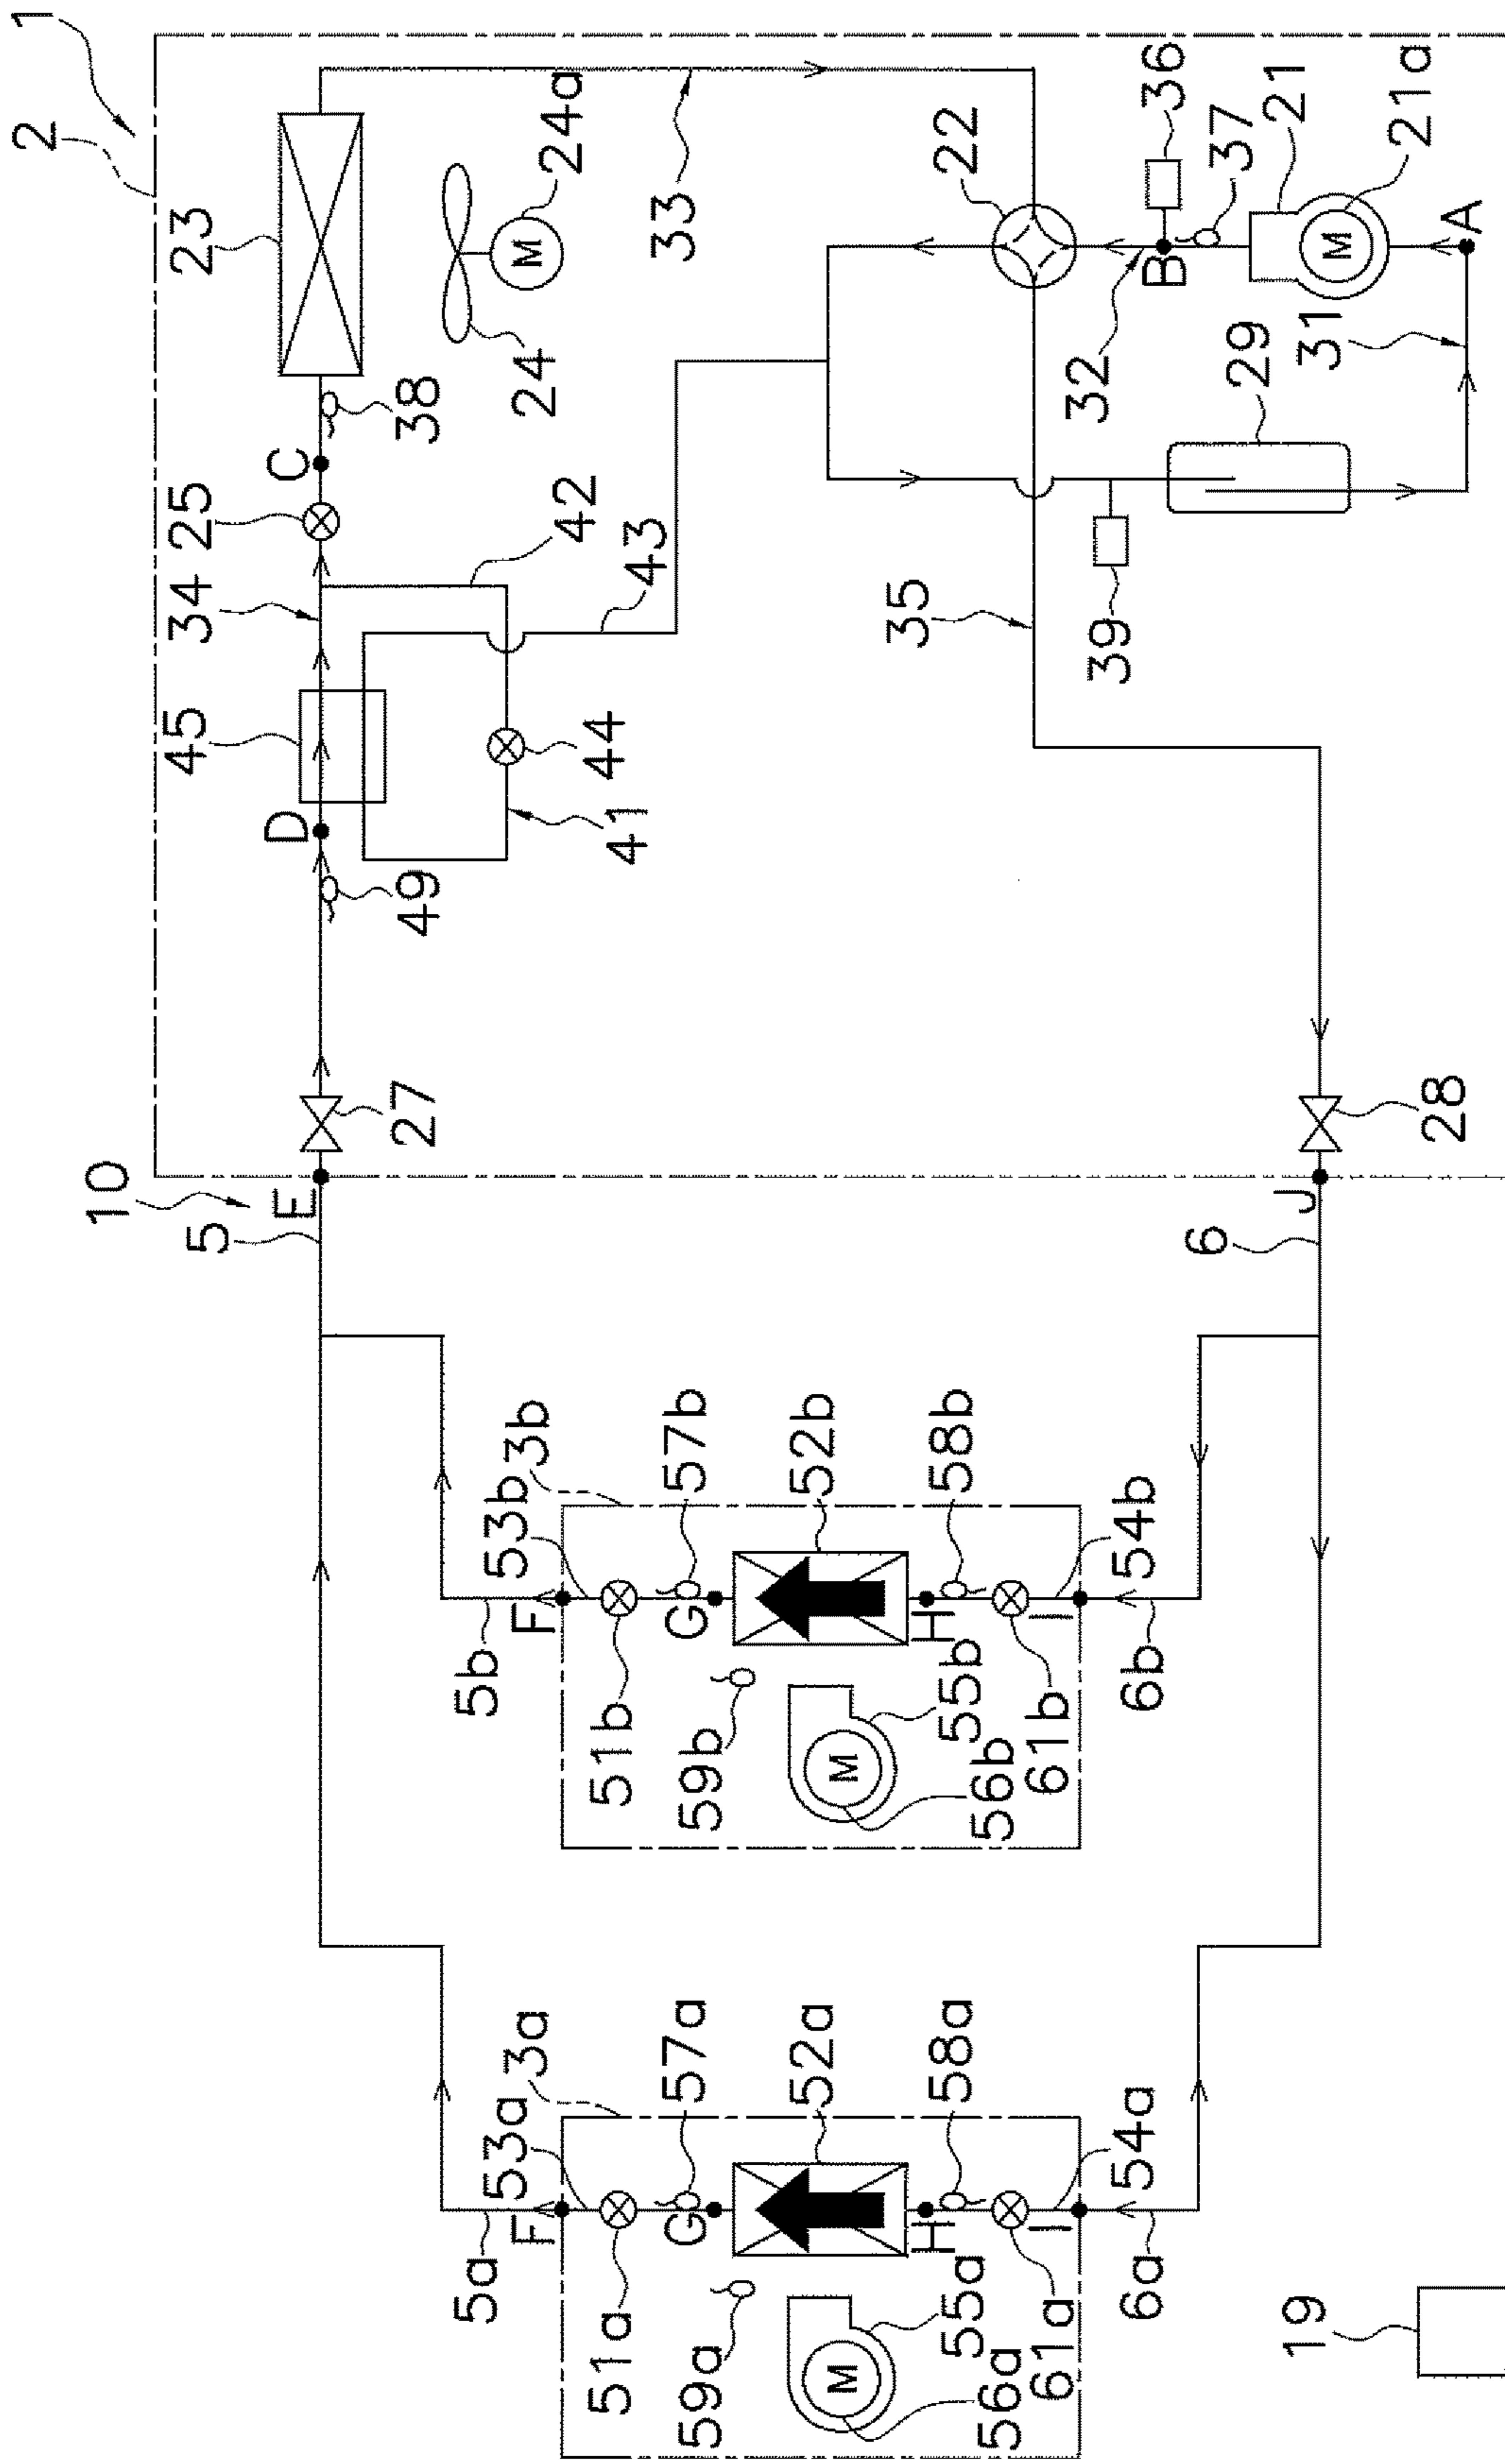 1
2
10
5
45
34
25
23
E
D
C
27
49
38
24
24a
M
5a
5b
53a
3a
53b
3b
F
F
42
43
44
41
51a
51b
33
G
57a
G
57b
59a
59b
52a
52b
M
M
35
22
H
58a
H
58b
55a
55b
56a
56b
61a
I
61b
I
32
39
54a
54b
6a
6b
B
36
6
37
29
J
21
19
31
M
21a
28
A